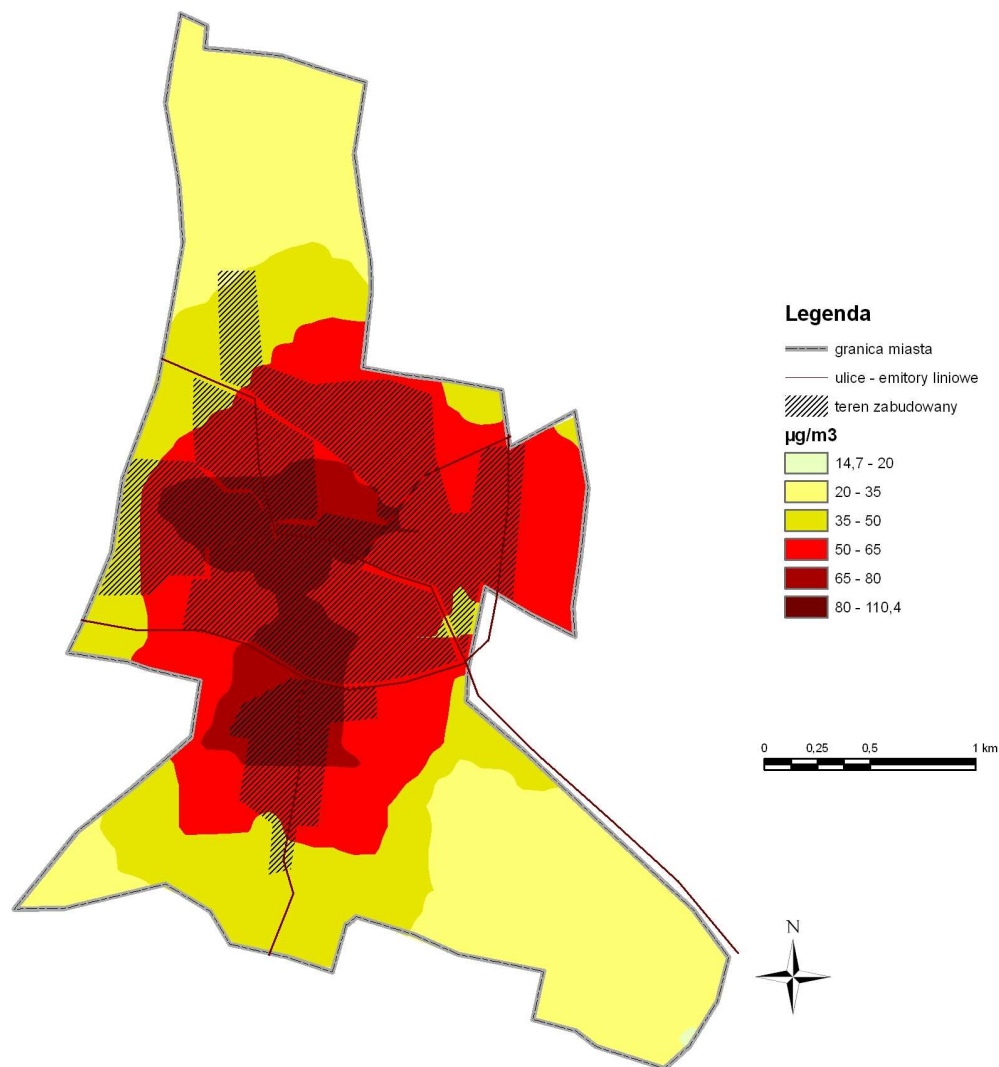 Legenda
granica miasta
ulice - emitory liniowe
teren zabudowany
µg/m3
14,7 - 20
20 - 35
35 - 50
50 - 65
65 - 80
80 - 110,4
0 0,25 0,5 1 km
N